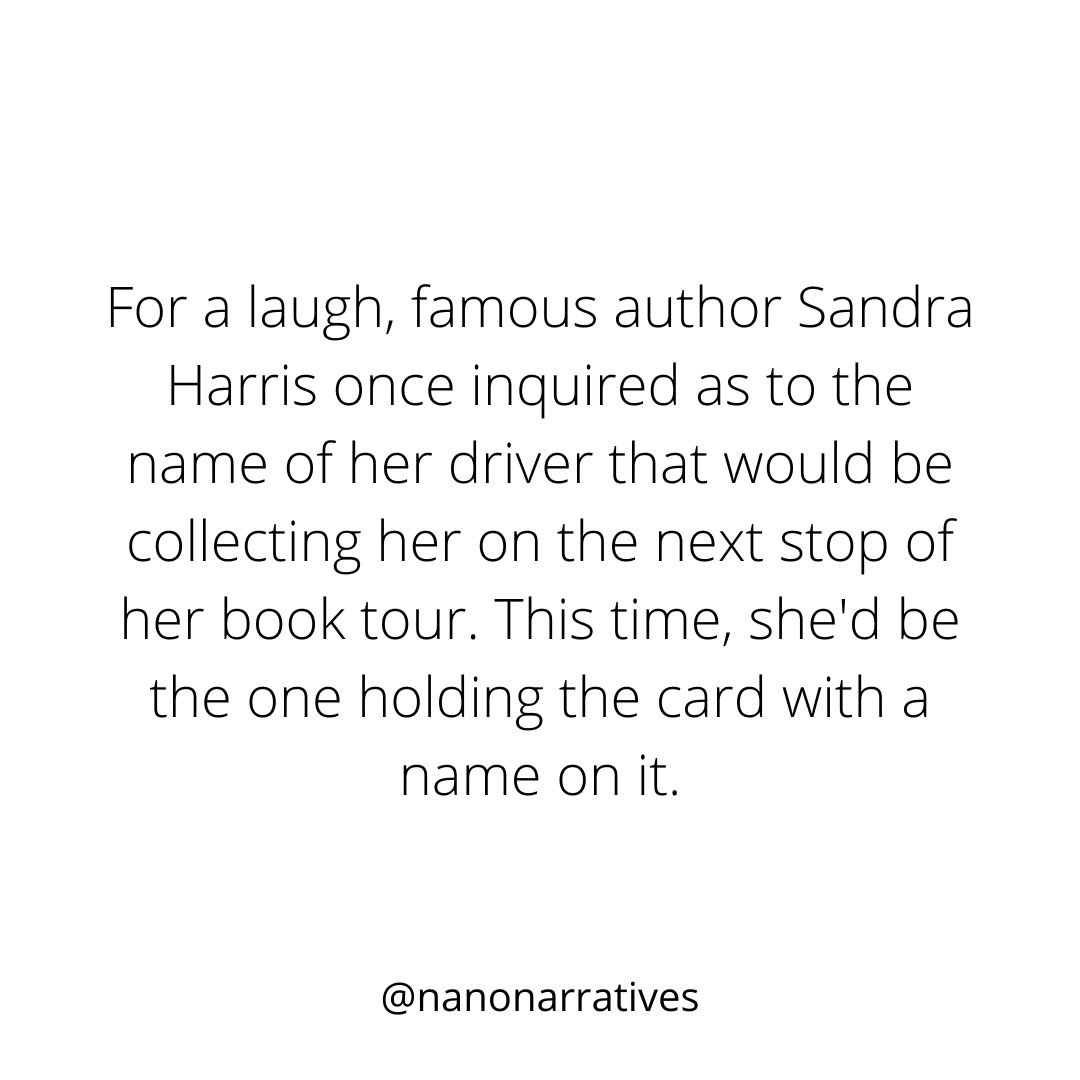 For a laugh, famous author Sandra
Harris once inquired as to the
name of her driver that would be
collecting her on the next stop of
her book tour. This time, she'd be
the one holding the card with a
name on it.
@nanonarratives